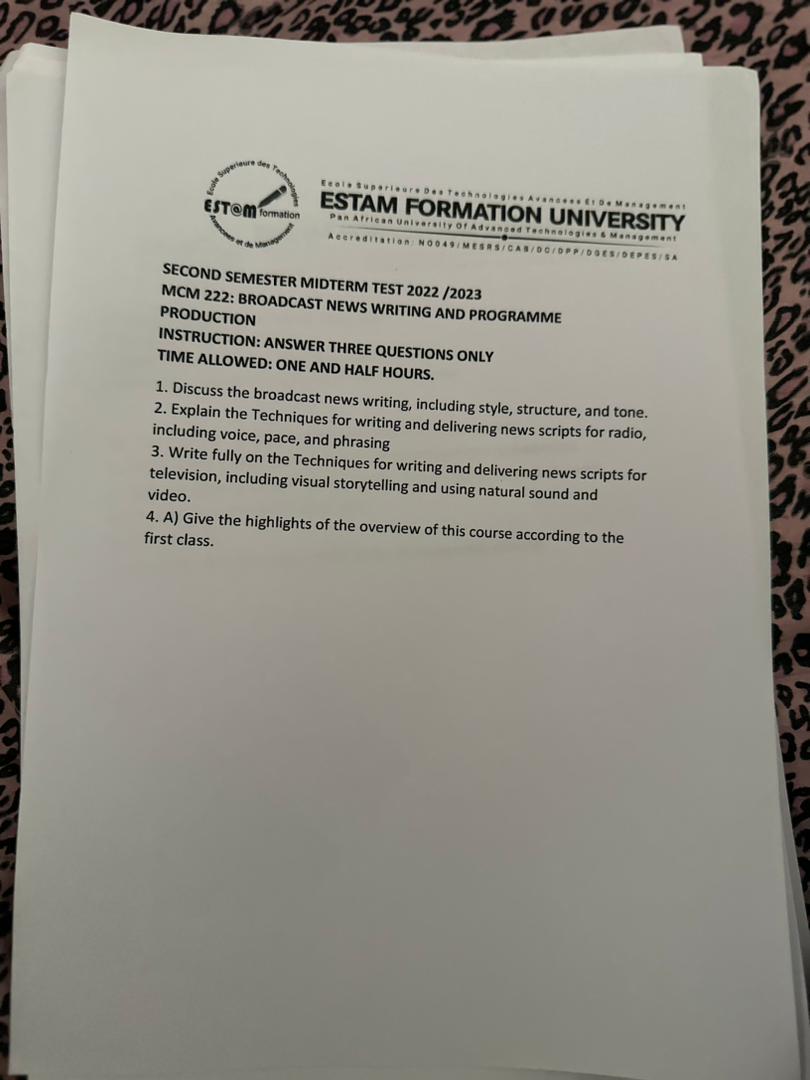 Ecole Superieure des Technologies
EST@M formation
Avancees et de Management
Ecole Superieure Des Technologies Avancees Et De Management
ESTAM FORMATION UNIVERSITY
Pan African University Of Advanced Technologies & Management
Accreditation: N0049/MESRS/CAB/DC/DPP/DGES/DEPES/SA
SECOND SEMESTER MIDTERM TEST 2022 /2023
MCM 222: BROADCAST NEWS WRITING AND PROGRAMME
PRODUCTION
INSTRUCTION: ANSWER THREE QUESTIONS ONLY
TIME ALLOWED: ONE AND HALF HOURS.
1. Discuss the broadcast news writing, including style, structure, and tone.
2. Explain the Techniques for writing and delivering news scripts for radio,
including voice, pace, and phrasing
3. Write fully on the Techniques for writing and delivering news scripts for
television, including visual storytelling and using natural sound and
video.
4. A) Give the highlights of the overview of this course according to the
first class.